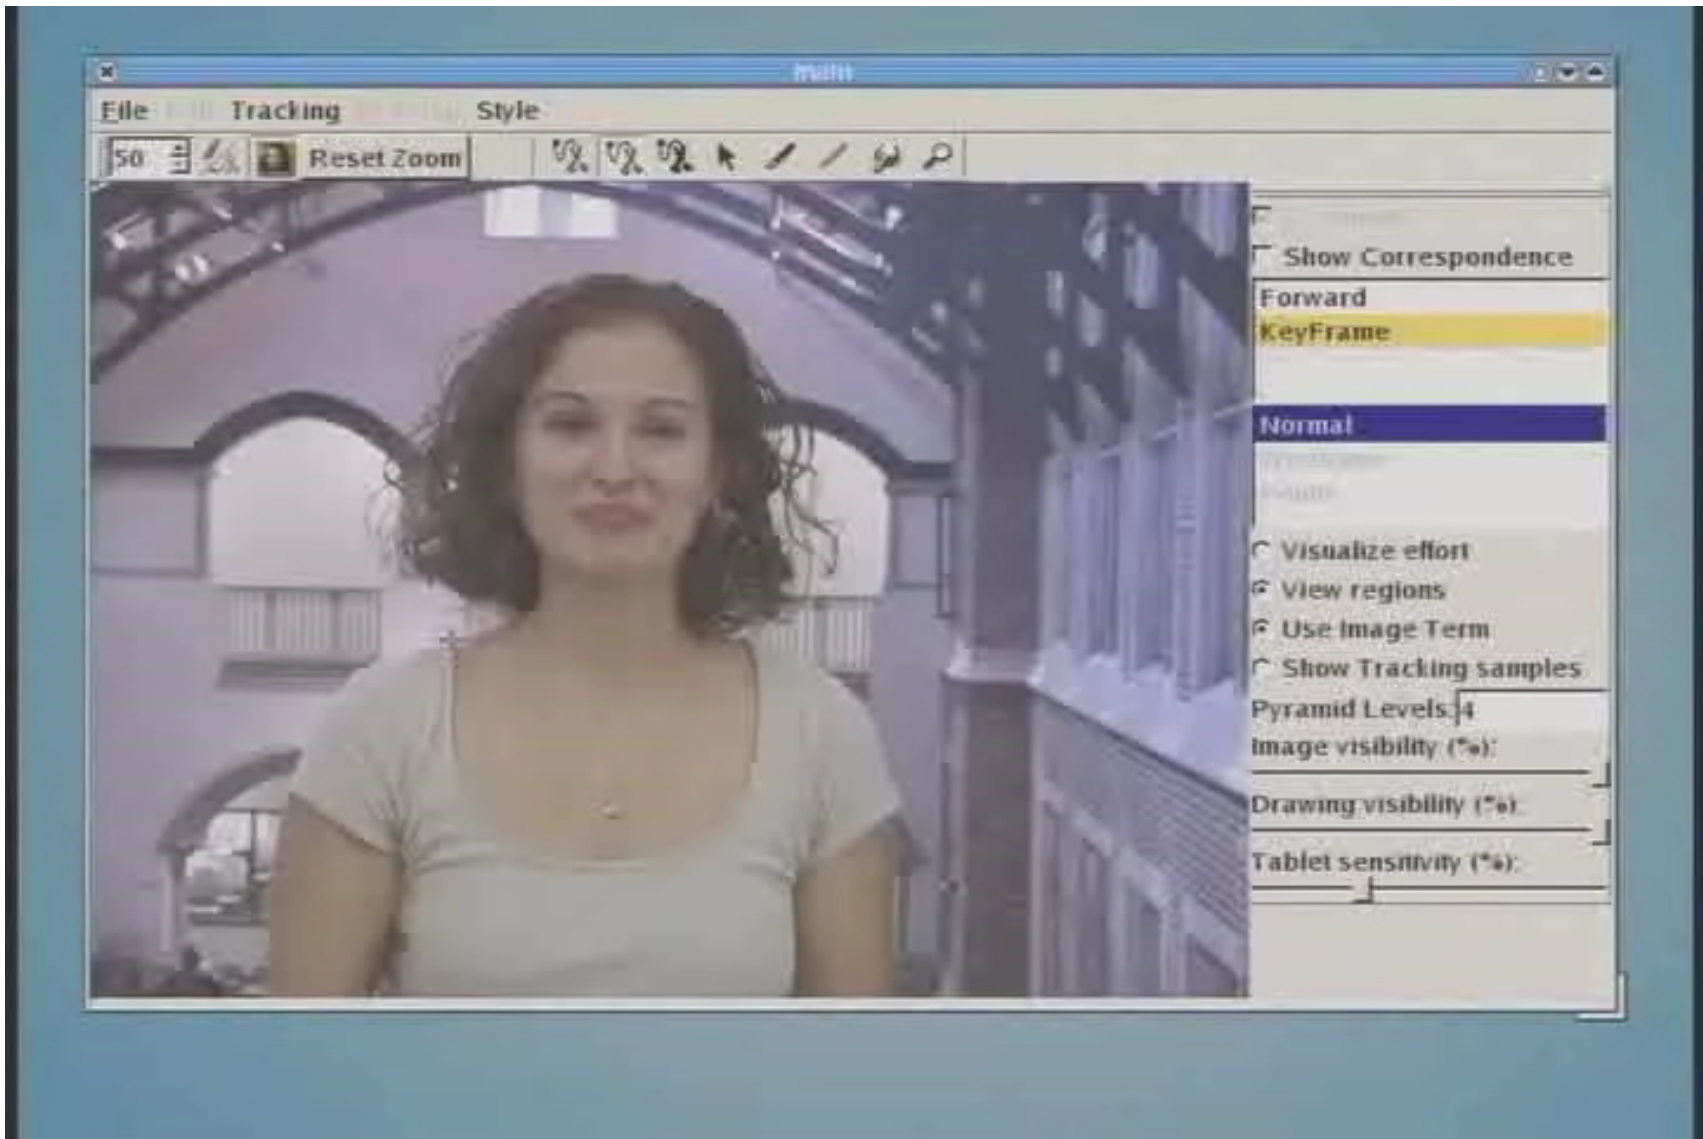 main
File Tracking Style
50 Reset Zoom
Show Correspondence
Forward
KeyFrame
Normal
Visualize effort
View regions
Use Image Term
Show Tracking samples
Pyramid Levels: 4
Image visibility (%):
Drawing visibility (%):
Tablet sensitivity (%):